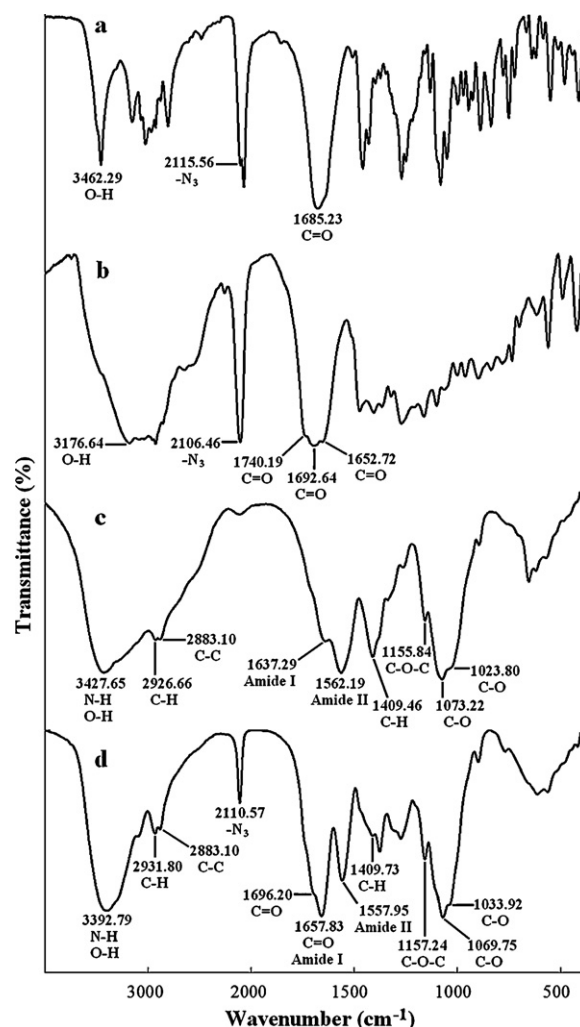 Transmittance (%)
a
3462.29
O-H
2115.56
-N3
1685.23
C=O
b
3176.64
O-H
2106.46
-N3
1740.19
C=O
1692.64
C=O
1652.72
C=O
c
3427.65
N-H
O-H
2926.66
C-H
2883.10
C-C
1637.29
Amide I
1562.19
Amide II
1409.46
C-H
1155.84
C-O-C
1073.22
C-O
1023.80
C-O
d
3392.79
N-H
O-H
2931.80
C-H
2883.10
C-C
2110.57
-N3
1696.20
C=O
1657.83
C=O
Amide I
1557.95
Amide II
1409.73
C-H
1157.24
C-O-C
1069.75
C-O
1033.92
C-O
3000 2000 1500 1000 500
Wavenumber (cm-1)